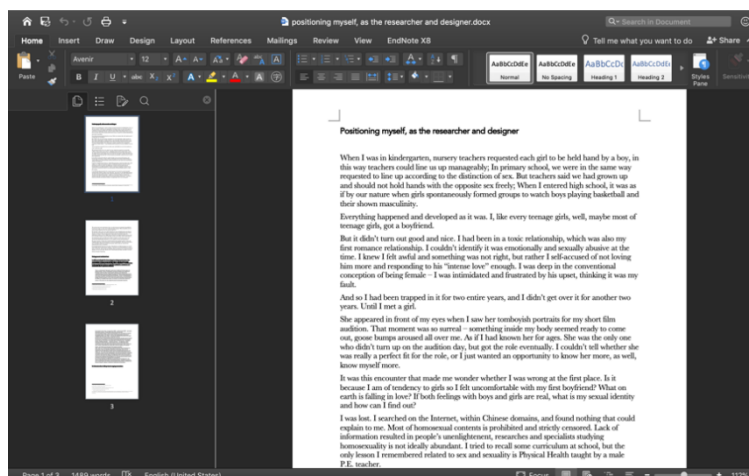 positioning myself, as the researcher and designer.docx
Search in Document
Home Insert Draw Design Layout References Mailings Review View EndNote X8
Tell me what you want to do
Share
Paste
Avenir
12
AaBbCcDdEe AaBbCcDdEe AaBbCcDc AaBbCcDdEe
Normal No Spacing Heading 1 Heading 2
Styles
Pane
Sensitivity
1
2
3
Positioning myself, as the researcher and designer
When I was in kindergarten, nursery teachers requested each girl to be held hand by a boy, in
this way teachers could line us up manageably; In primary school, we were in the same way
requested to line up according to the distinction of sex. But teachers said we had grown up
and should not hold hands with the opposite sex freely; When I entered high school, it was as
if by our nature when girls spontaneously formed groups to watch boys playing basketball and
their shown masculinity.
Everything happened and developed as it was. I, like every teenage girls, well, maybe most of
teenage girls, got a boyfriend.
But it didn't turn out good and nice. I had been in a toxic relationship, which was also my
first romance relationship. I couldn't identify it was emotionally and sexually abusive at the
time. I knew I felt awful and something was not right, but rather I self-accused of not loving
him more and responding to his "intense love" enough. I was deep in the conventional
conception of being female – I was intimidated and frustrated by his upset, thinking it was my
fault.
And so I had been trapped in it for two entire years, and I didn't get over it for another two
years. Until I met a girl.
She appeared in front of my eyes when I saw her tomboyish portraits for my short film
audition. That moment was so surreal – something inside my body seemed ready to come
out, goose bumps aroused all over me. As if I had known her for ages. She was the only one
who didn't turn up on the audition day, but got the role eventually. I couldn't tell whether she
was really a perfect fit for the role, or I just wanted an opportunity to know her more, as well,
know myself more.
It was this encounter that made me wonder whether I was wrong at the first place. Is it
because I am of tendency to girls so I felt uncomfortable with my first boyfriend? What on
earth is falling in love? If both feelings with boys and girls are real, what is my sexual identity
and how can I find out?
I was lost. I searched on the Internet, within Chinese domains, and found nothing that could
explain to me. Most of homosexual contents is prohibited and strictly censored. Lack of
information resulted in people's unenlightenment, researches and specialists studying
homosexuality is not ideally abundant. I tried to recall some curriculum at school, but the
only lesson I remembered related to sex and sexuality is Physical Health taught by a male
P.E. teacher.
Page 1 of 3 1489 words English (United States)
Focus
117%